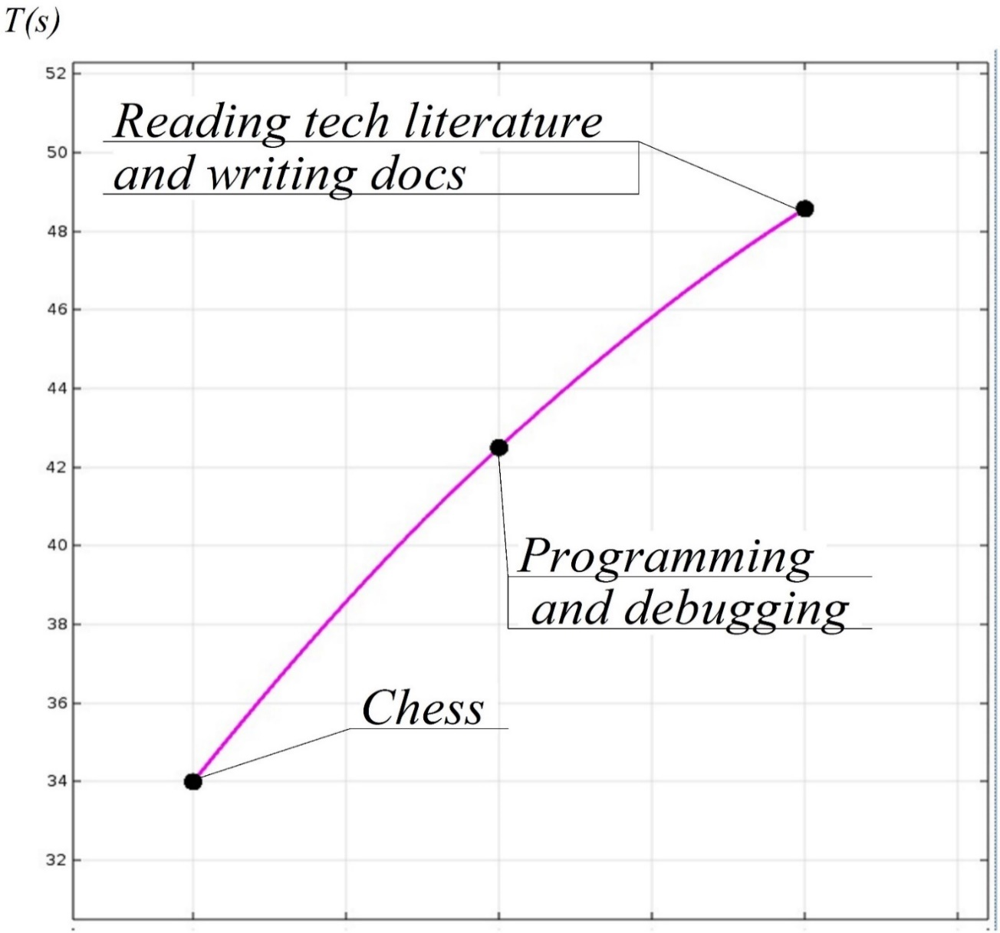 T(s)
52
Reading tech literature
50
and writing docs
48
46
44
42
40
Programming
and debugging
38
36
Chess
34
32